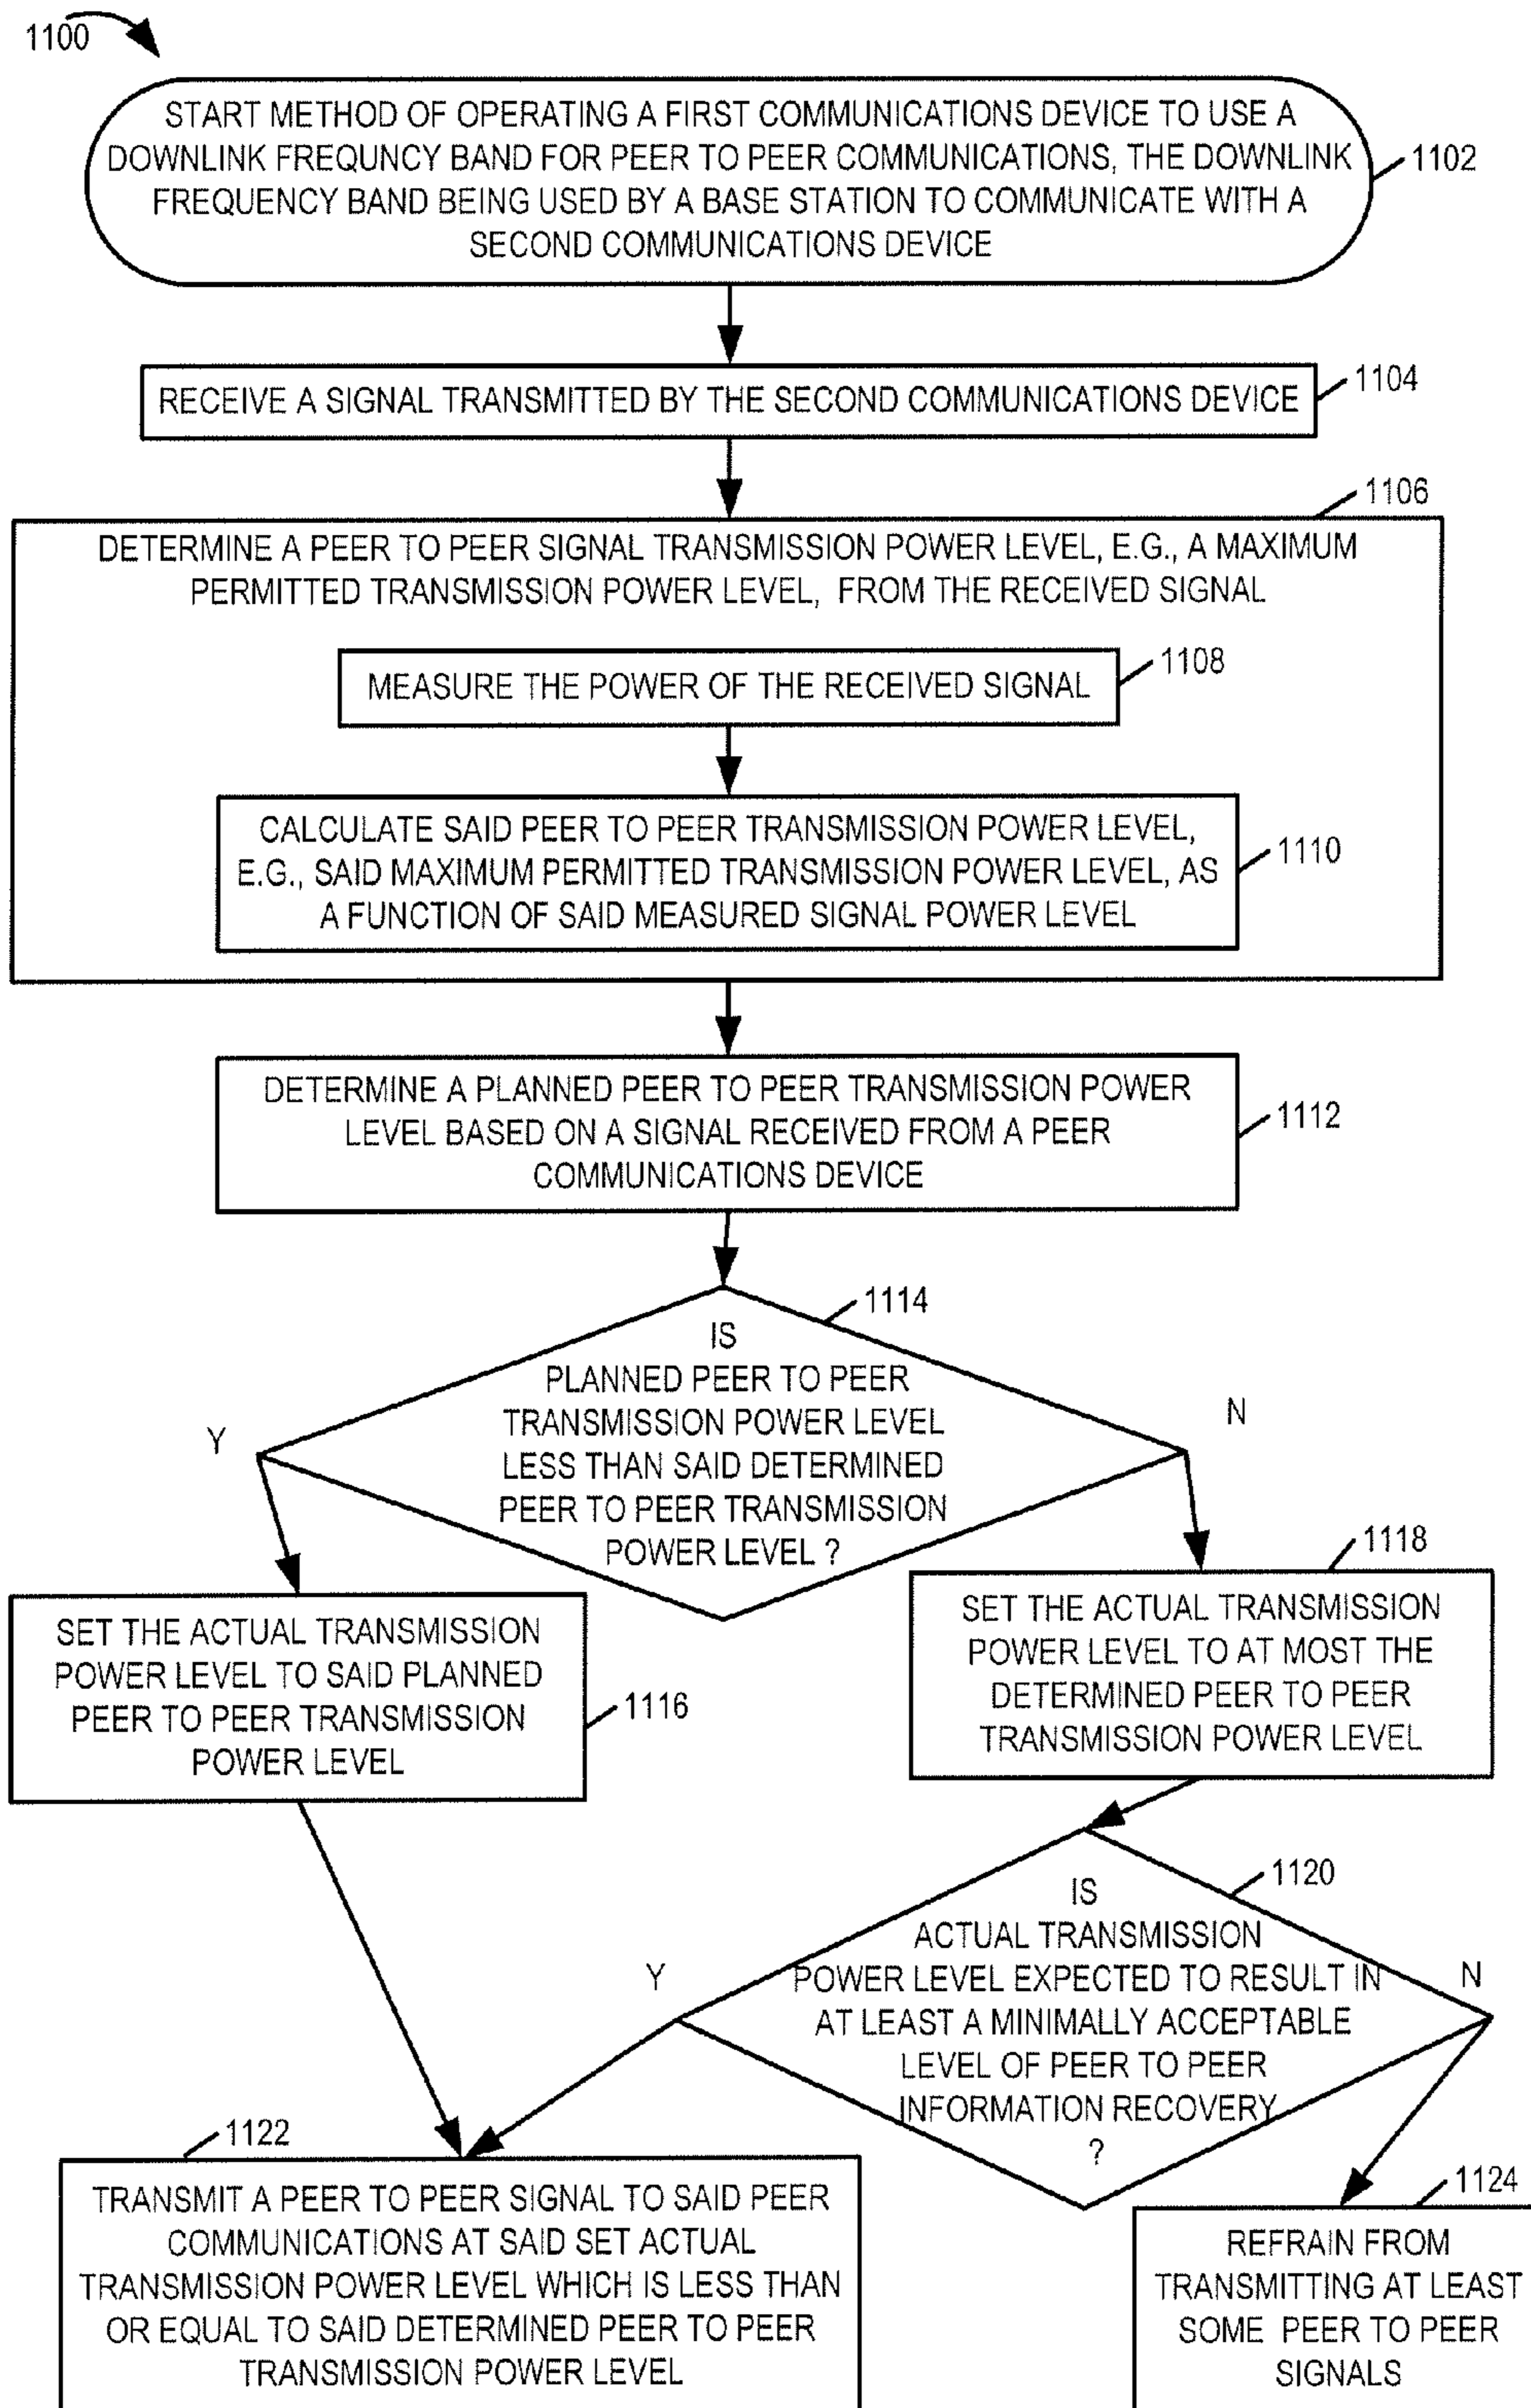 1100
START METHOD OF OPERATING A FIRST COMMUNICATIONS DEVICE TO USE A
DOWNLINK FREQUNCY BAND FOR PEER TO PEER COMMUNICATIONS, THE DOWNLINK
FREQUENCY BAND BEING USED BY A BASE STATION TO COMMUNICATE WITH A
SECOND COMMUNICATIONS DEVICE
1102
RECEIVE A SIGNAL TRANSMITTED BY THE SECOND COMMUNICATIONS DEVICE
1104
1106
DETERMINE A PEER TO PEER SIGNAL TRANSMISSION POWER LEVEL, E.G., A MAXIMUM
PERMITTED TRANSMISSION POWER LEVEL, FROM THE RECEIVED SIGNAL
MEASURE THE POWER OF THE RECEIVED SIGNAL
1108
CALCULATE SAID PEER TO PEER TRANSMISSION POWER LEVEL,
E.G., SAID MAXIMUM PERMITTED TRANSMISSION POWER LEVEL, AS
A FUNCTION OF SAID MEASURED SIGNAL POWER LEVEL
1110
DETERMINE A PLANNED PEER TO PEER TRANSMISSION POWER
LEVEL BASED ON A SIGNAL RECEIVED FROM A PEER
COMMUNICATIONS DEVICE
1112
1114
IS
PLANNED PEER TO PEER
TRANSMISSION POWER LEVEL
LESS THAN SAID DETERMINED
PEER TO PEER TRANSMISSION
POWER LEVEL ?
Y
N
SET THE ACTUAL TRANSMISSION
POWER LEVEL TO SAID PLANNED
PEER TO PEER TRANSMISSION
POWER LEVEL
1116
1118
SET THE ACTUAL TRANSMISSION
POWER LEVEL TO AT MOST THE
DETERMINED PEER TO PEER
TRANSMISSION POWER LEVEL
1120
IS
ACTUAL TRANSMISSION
POWER LEVEL EXPECTED TO RESULT IN
AT LEAST A MINIMALLY ACCEPTABLE
LEVEL OF PEER TO PEER
INFORMATION RECOVERY
?
Y
N
1122
TRANSMIT A PEER TO PEER SIGNAL TO SAID PEER
COMMUNICATIONS AT SAID SET ACTUAL
TRANSMISSION POWER LEVEL WHICH IS LESS THAN
OR EQUAL TO SAID DETERMINED PEER TO PEER
TRANSMISSION POWER LEVEL
1124
REFRAIN FROM
TRANSMITTING AT LEAST
SOME PEER TO PEER
SIGNALS